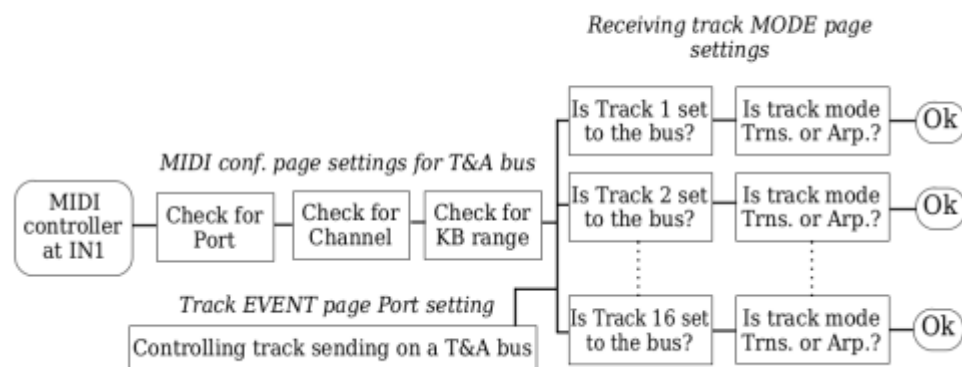 Receiving track MODE page
settings
Is Track 1 set
to the bus?
Is track mode
Trns. or Arp.?
Ok
MIDI conf. page settings for T&A bus
MIDI
controller
at IN1
Check for
Port
Check for
Channel
Check for
KB range
Is Track 2 set
to the bus?
Is track mode
Trns. or Arp.?
Ok
Track EVENT page Port setting
Controlling track sending on a T&A bus
Is Track 16 set
to the bus?
Is track mode
Trns. or Arp.?
Ok